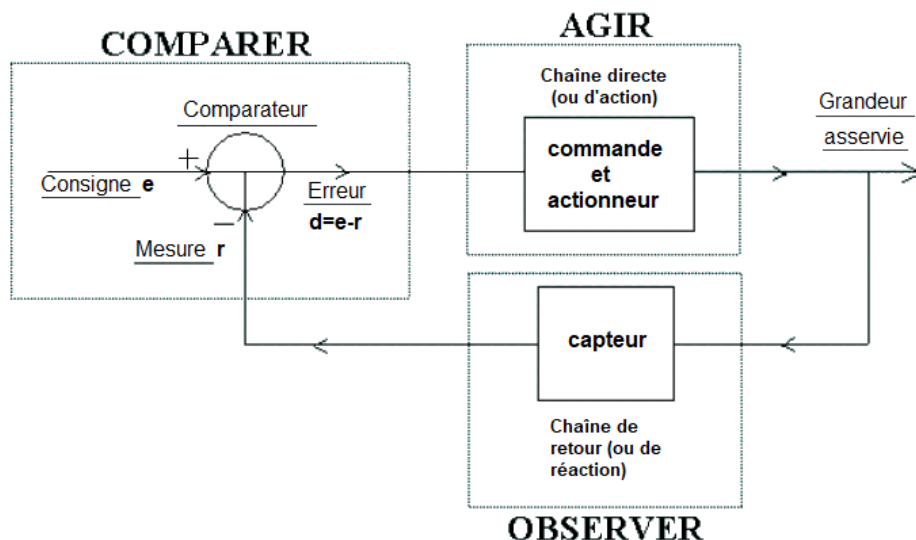 COMPARER
AGIR
Comparateur
+
Consigne e
Erreur
d=e-r
−
Mesure r
Chaîne directe
(ou d'action)
commande
et
actionneur
Grandeur
asservie
capteur
Chaîne de
retour (ou de
réaction)
OBSERVER